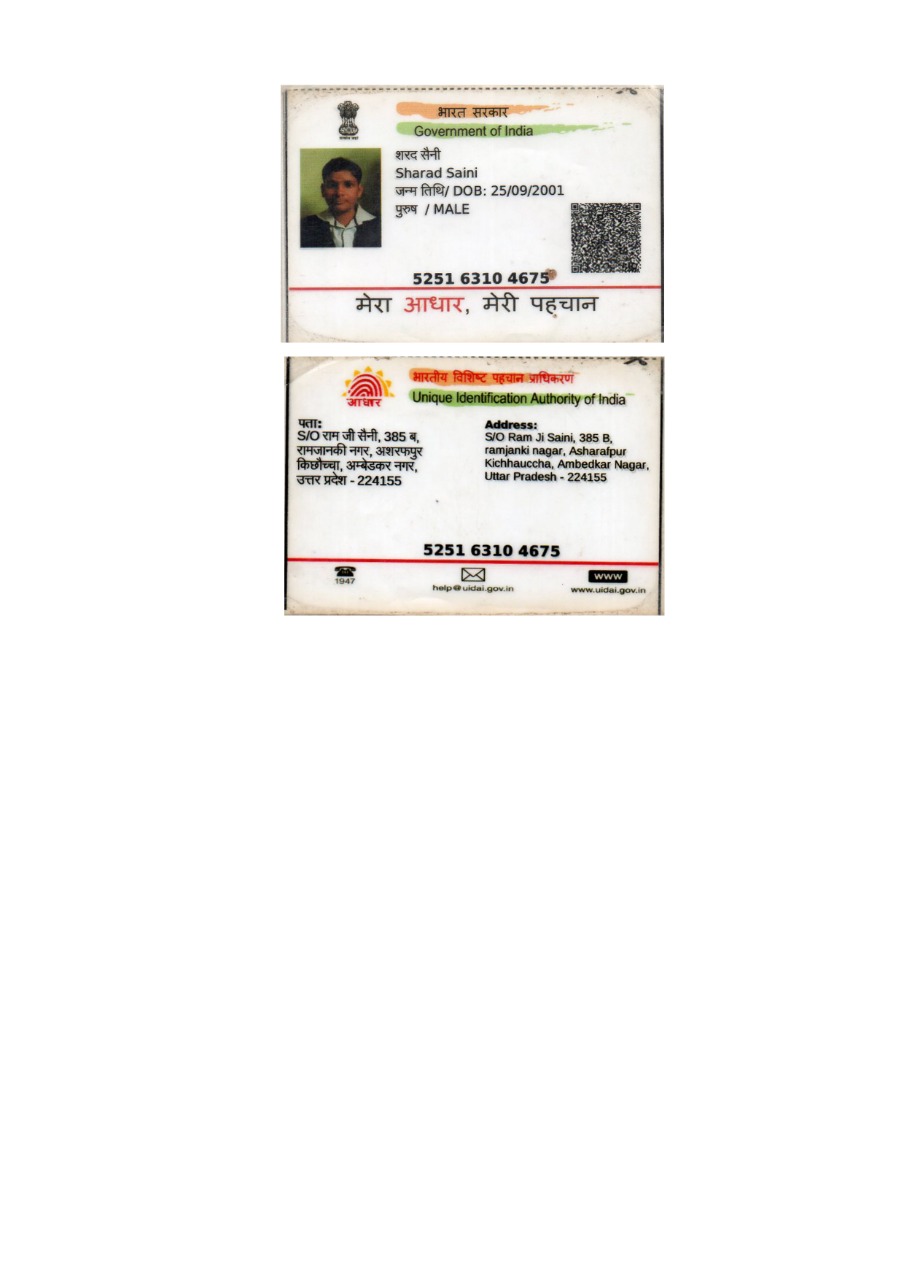 भारत सरकार
Government of India
शरद सैनी
Sharad Saini
जन्म तिथि/ DOB: 25/09/2001
पुरुष / MALE
5251 6310 4675
मेरा आधार, मेरी पहचान
भारतीय विशिष्ट पहचान प्राधिकरण
Unique Identification Authority of India
आधार
पता:
S/O राम जी सैनी, 385 ब,
रामजानकी नगर, अशरफपुर
किछौच्चा, अम्बेडकर नगर,
उत्तर प्रदेश - 224155
Address:
S/O Ram Ji Saini, 385 B,
ramjanki nagar, Asharafpur
Kichhauccha, Ambedkar Nagar,
Uttar Pradesh - 224155
5251 6310 4675
1947
help@uidai.gov.in
www
www.uidai.gov.in